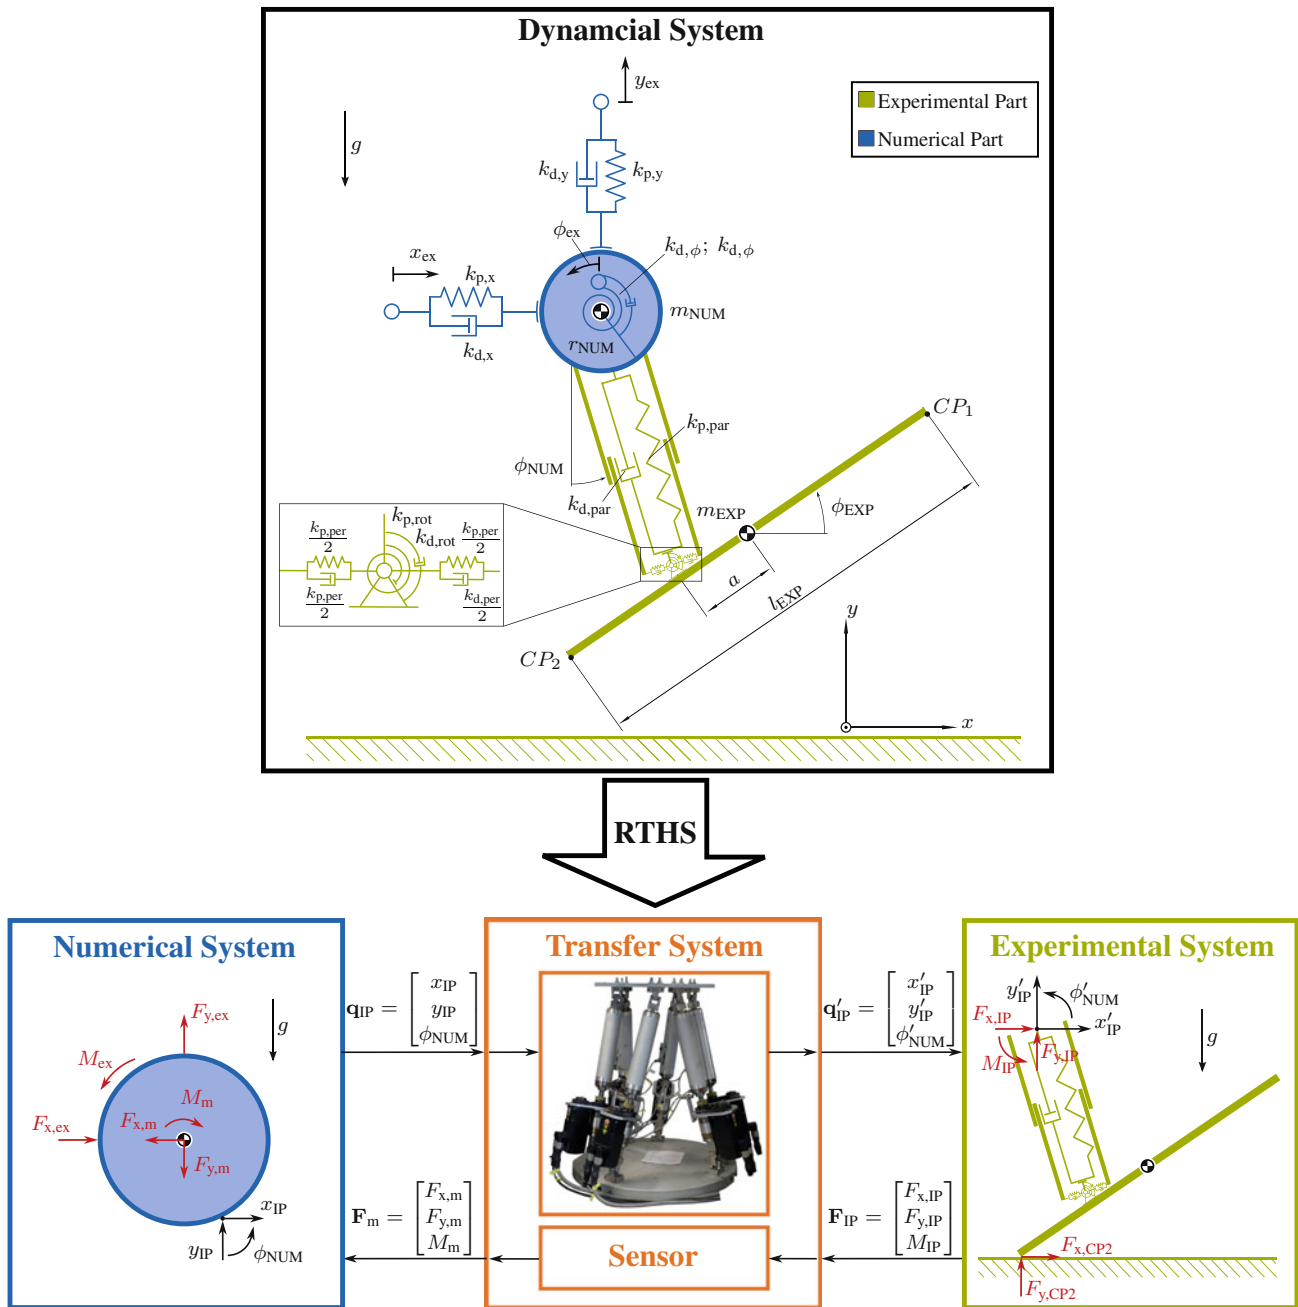 Dynamcial System
y_ex
Experimental Part
Numerical Part
g
k_d,y
k_p,y
ϕ_ex
k_d,ϕ; k_d,ϕ
x_ex
k_p,x
m_NUM
r_NUM
k_d,x
CP_1
k_p,par
ϕ_NUM
k_d,par
m_EXP
ϕ_EXP
k_p,rot
k_p,per/2
k_d,rot
k_p,per/2
k_p,per/2
k_d,per/2
a
l_EXP
y
CP_2
x
RTHS
Numerical System
F_y,ex
g
M_ex
M_m
F_x,ex
F_x,m
F_y,m
x_IP
y_IP
ϕ_NUM
q_IP = [x_IP
y_IP
ϕ_NUM]
F_m = [F_x,m
F_y,m
M_m]
Transfer System
Sensor
q′_IP = [x′_IP
y′_IP
ϕ′_NUM]
F_IP = [F_x,IP
F_y,IP
M_IP]
Experimental System
y′_IP
ϕ′_NUM
F_x,IP
x′_IP
M_IP
F_y,IP
g
F_x,CP2
F_y,CP2